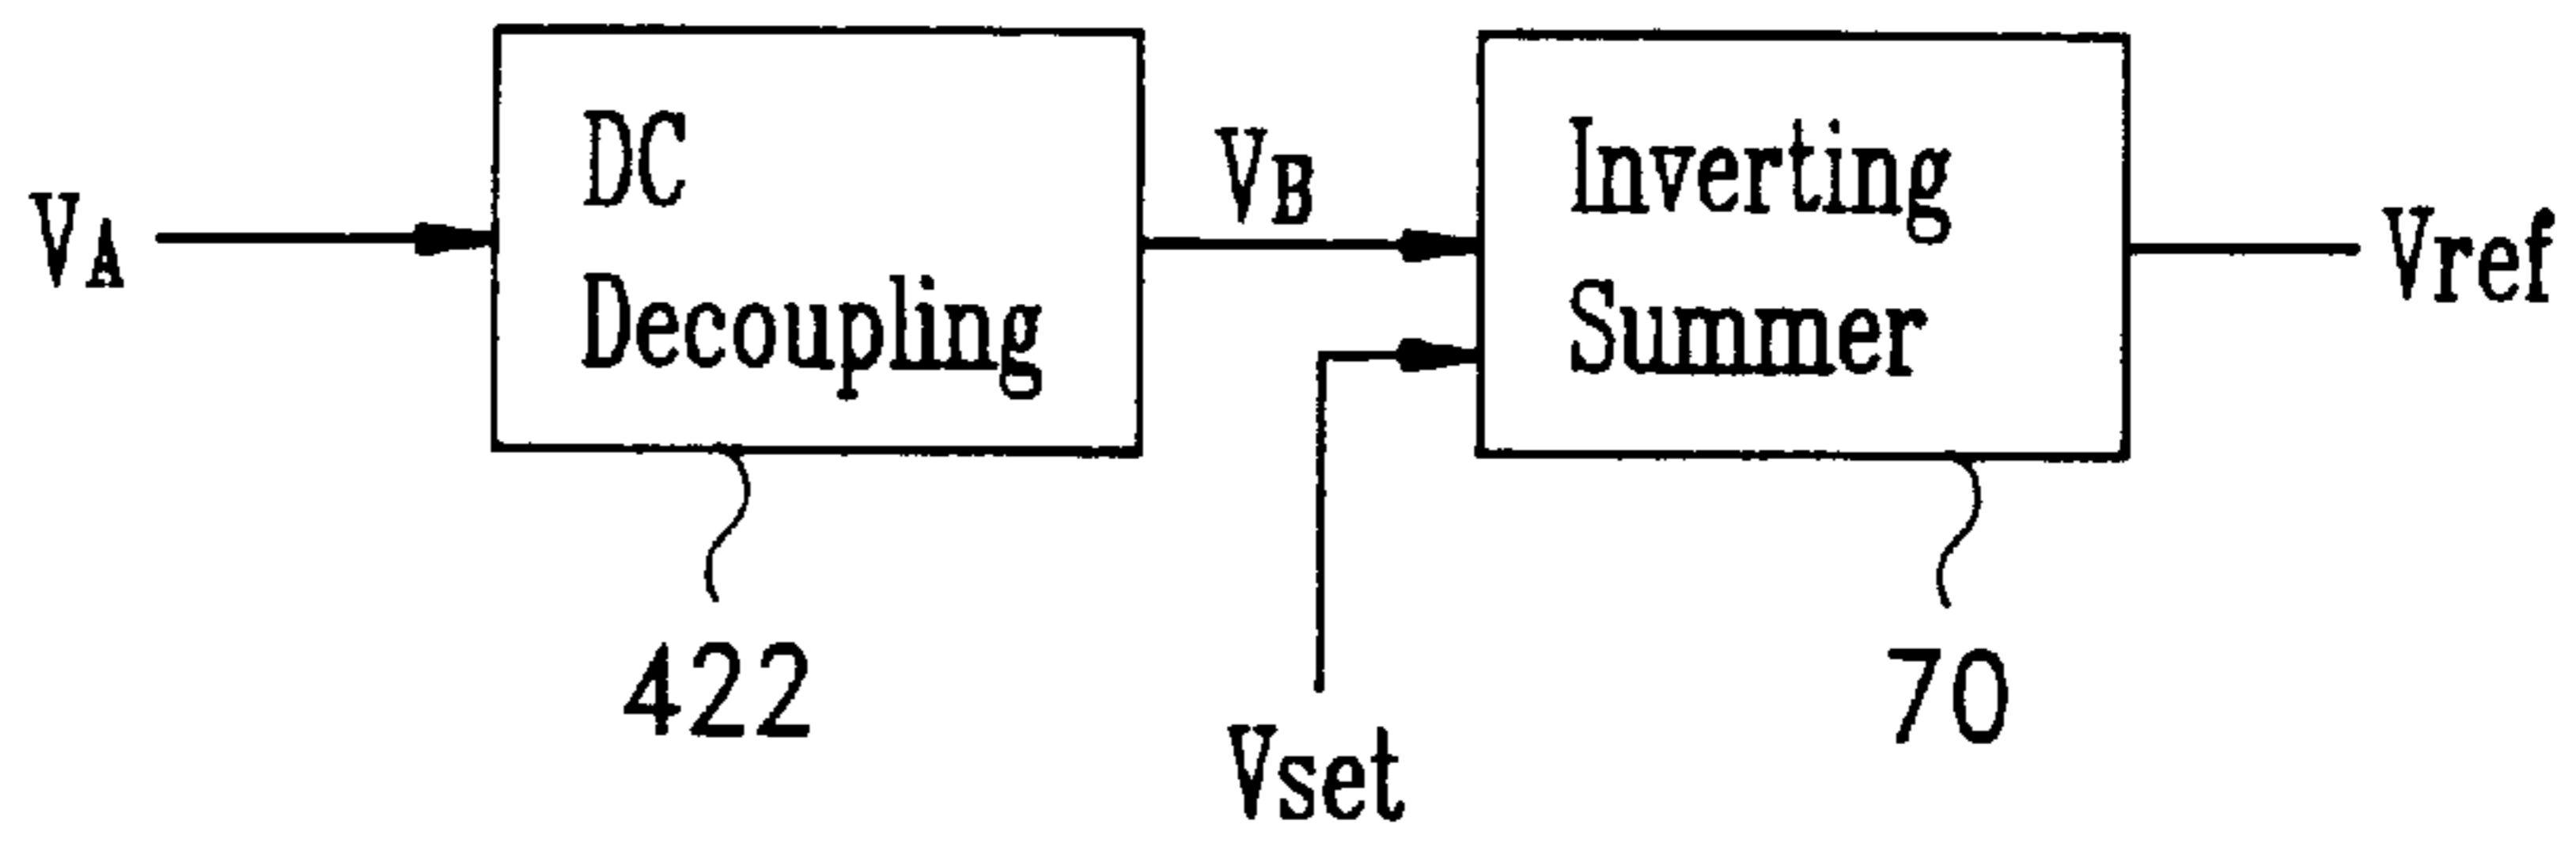 VA
DC
Decoupling
VB
Inverting
Summer
Vref
Vset
422
70